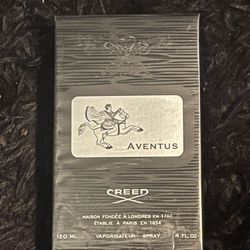 AVENTUS
CREED
MAISON FONDÉE À LONDRES EN 1760
ÉTABLIE À PARIS EN 1854
120 ML VAPORISATEUR SPRAY 4 FL.OZ